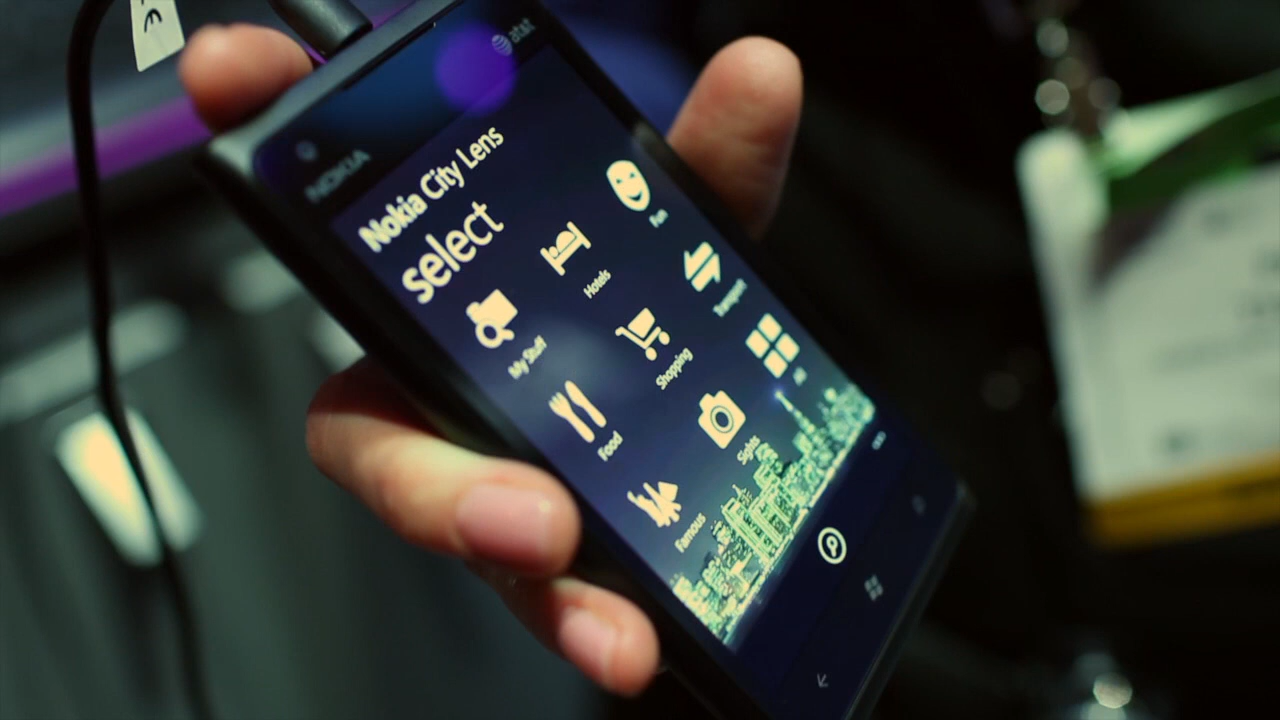 at&t
NOKIA
Nokia City Lens
select
My Stuff
Hotels
Fun
Food
Shopping
Transport
Famous
Sights
All